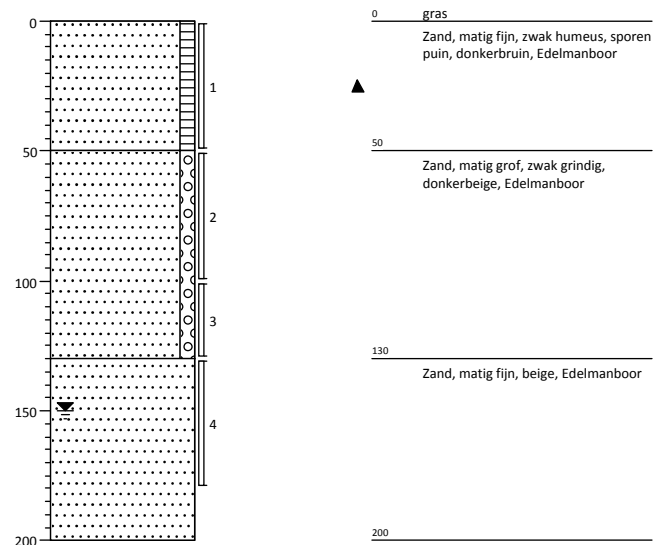 0
50
100
150
200
1
2
3
4
0 gras
Zand, matig fijn, zwak humeus, sporen
puin, donkerbruin, Edelmanboor
50
Zand, matig grof, zwak grindig,
donkerbeige, Edelmanboor
130
Zand, matig fijn, beige, Edelmanboor
200